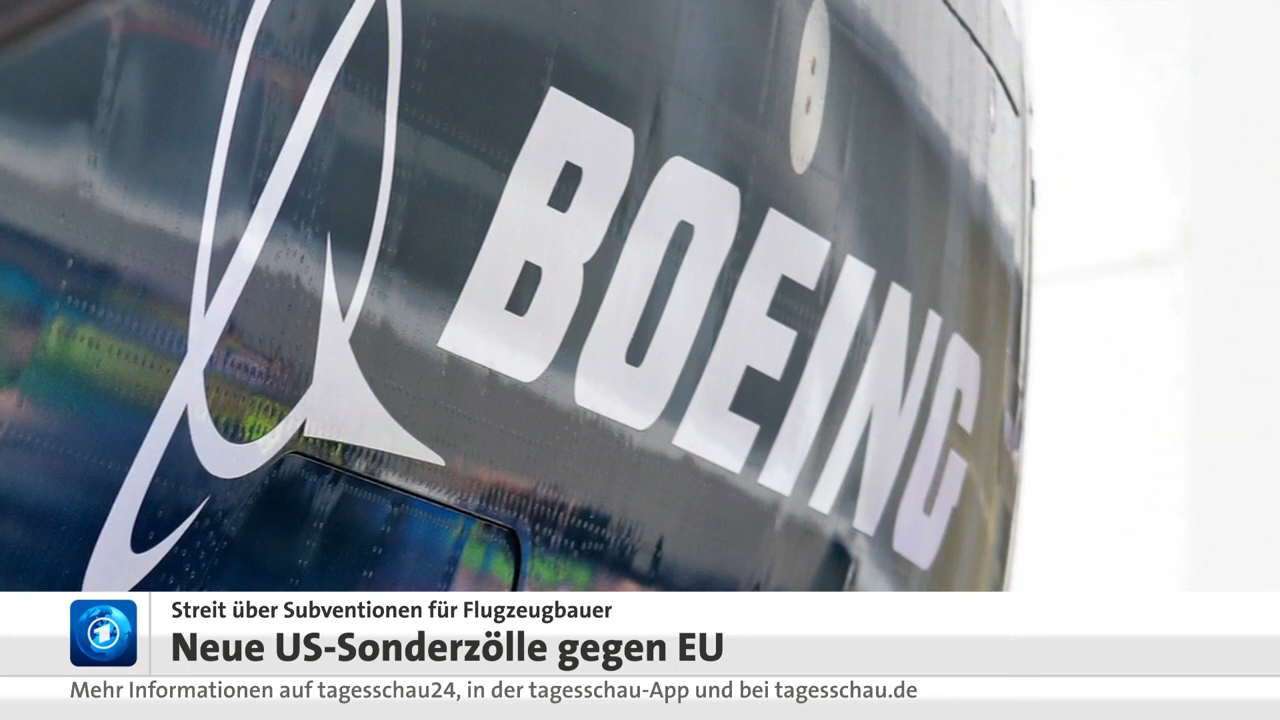 BOEING
Streit über Subventionen für Flugzeugbauer
Neue US-Sonderzölle gegen EU
Mehr Informationen auf tagesschau24, in der tagesschau-App und bei tagesschau.de